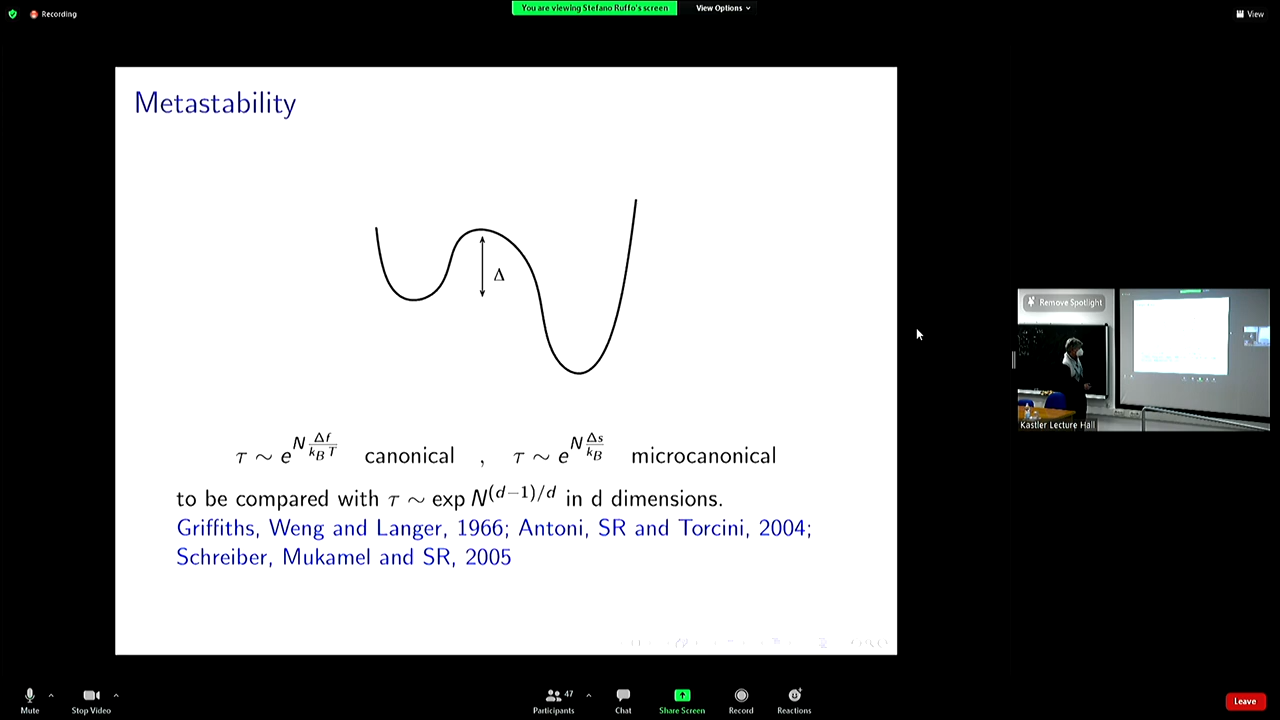 Recording
You are viewing Stefano Ruffo's screen
View Options
View
Metastability
Δ
τ ∼ e^{N Δf / k_B T} canonical , τ ∼ e^{N Δs / k_B} microcanonical
to be compared with τ ∼ exp N^{(d−1)/d} in d dimensions.
Griffiths, Weng and Langer, 1966; Antoni, SR and Torcini, 2004;
Schreiber, Mukamel and SR, 2005
Remove Spotlight
Kastler Lecture Hall
Mute
Stop Video
47
Participants
Chat
Share Screen
Record
Reactions
Leave